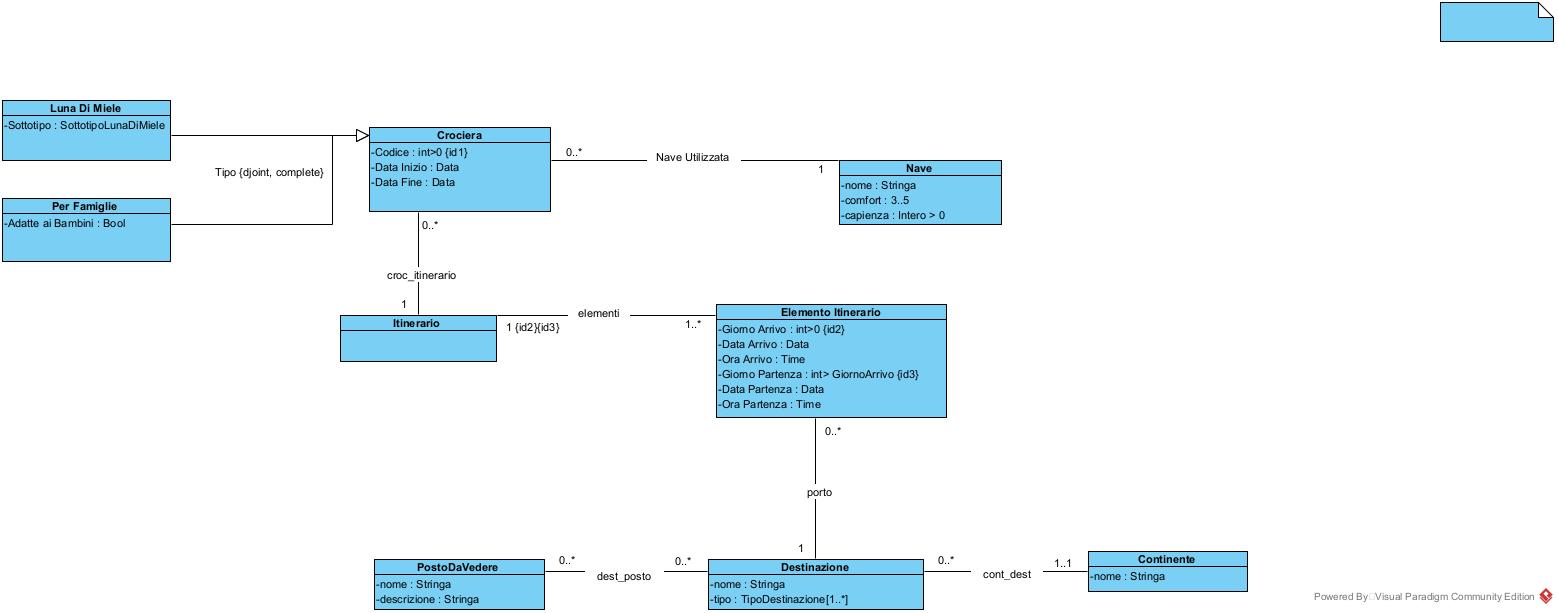 Luna Di Miele
-Sottotipo : SottotipoLunaDiMiele
Crociera
-Codice : int>0 {id1}
-Data Inizio : Data
-Data Fine : Data
0..*
Nave Utilizzata
1
Nave
-nome : Stringa
-comfort : 3..5
-capienza : Intero > 0
Tipo {djoint, complete}
Per Famiglie
-Adatte ai Bambini : Bool
0..*
croc_itinerario
1
Itinerario
1 {id2}{id3}
elementi
1..*
Elemento Itinerario
-Giorno Arrivo : int>0 {id2}
-Data Arrivo : Data
-Ora Arrivo : Time
-Giorno Partenza : int> GiornoArrivo {id3}
-Data Partenza : Data
-Ora Partenza : Time
0..*
porto
1
PostoDaVedere
-nome : Stringa
-descrizione : Stringa
0..*
dest_posto
0..*
Destinazione
-nome : Stringa
-tipo : TipoDestinazione[1..*]
0..*
cont_dest
1..1
Continente
-nome : Stringa
Powered By Visual Paradigm Community Edition